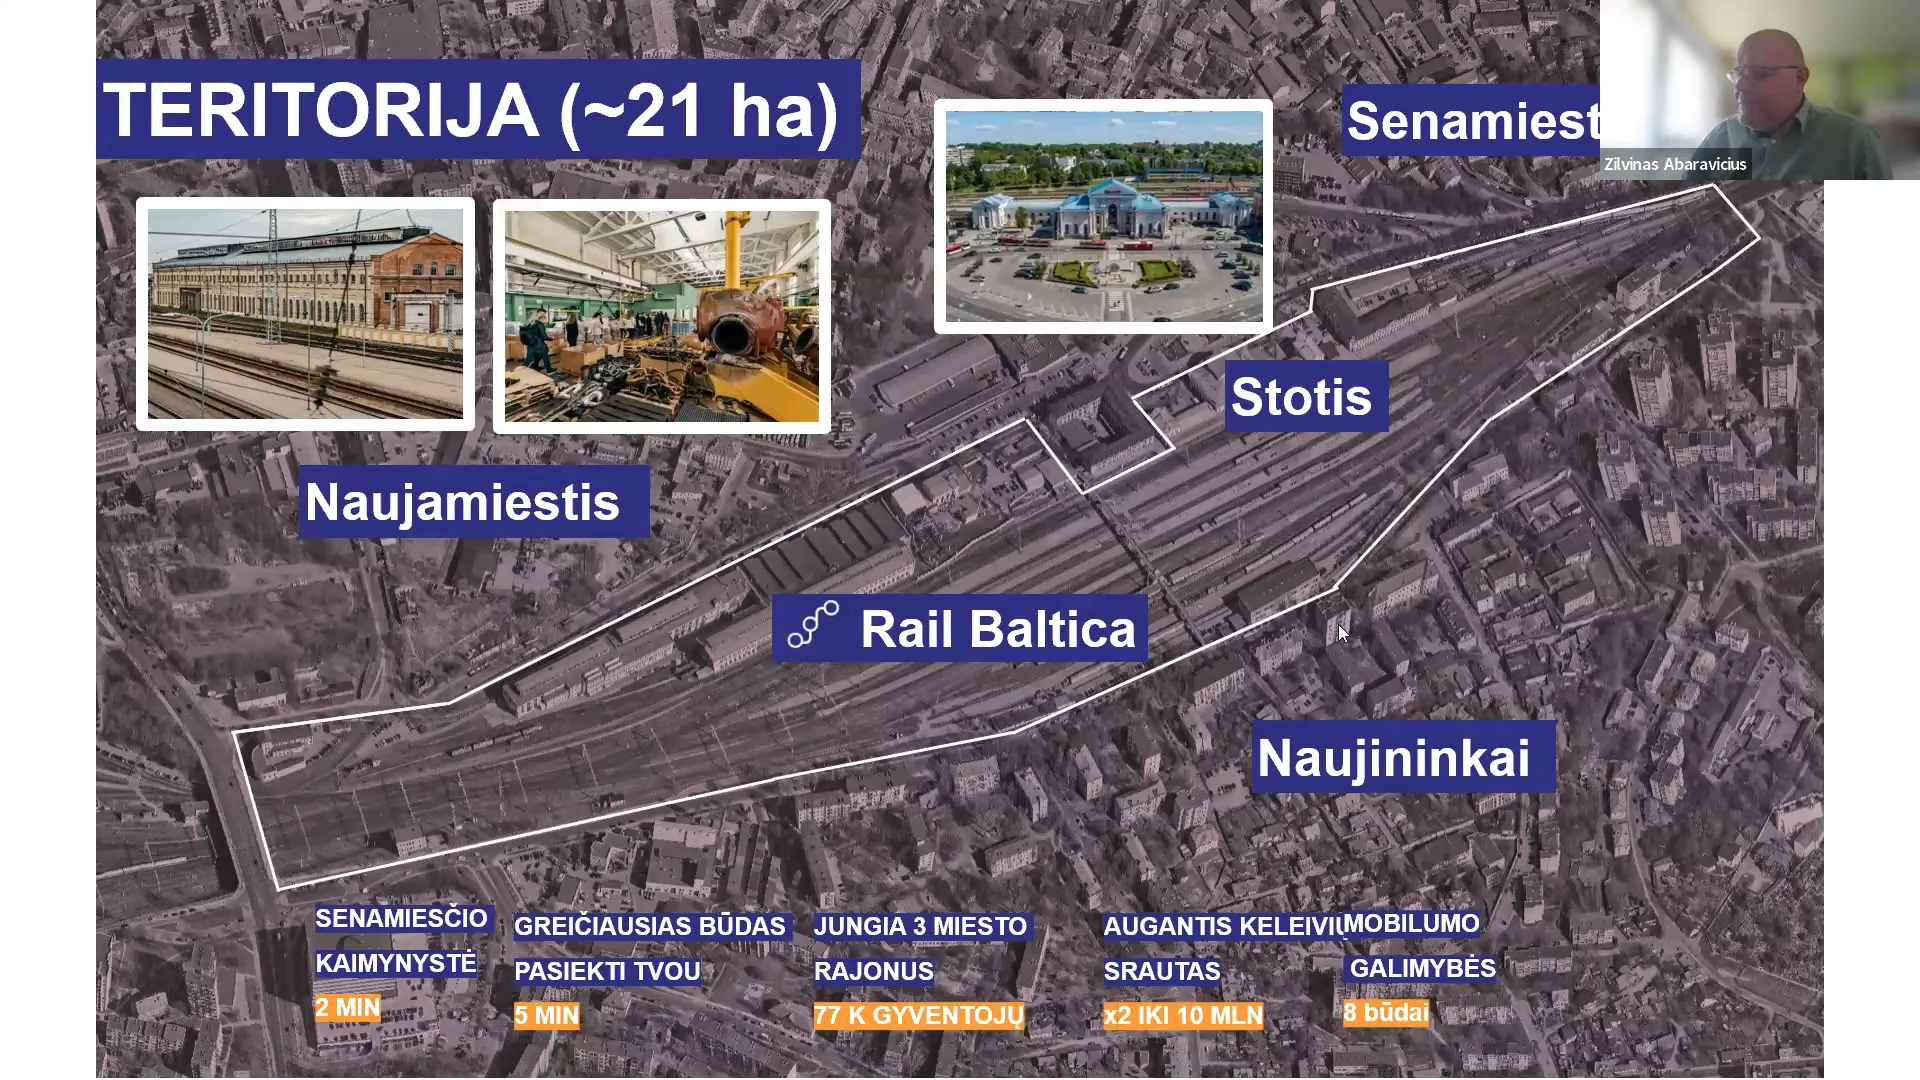 TERITORIJA (~21 ha)
Senamiest
Zilvinas Abaravicius
Stotis
Naujamiestis
Rail Baltica
Naujininkai
SENAMIESČIO
KAIMYNYSTĖ
2 MIN
GREIČIAUSIAS BŪDAS
PASIEKTI TVOU
5 MIN
JUNGIA 3 MIESTO
RAJONUS
77 K GYVENTOJŲ
AUGANTIS KELEIVIŲ
SRAUTAS
x2 IKI 10 MLN
MOBILUMO
GALIMYBĖS
8 būdai